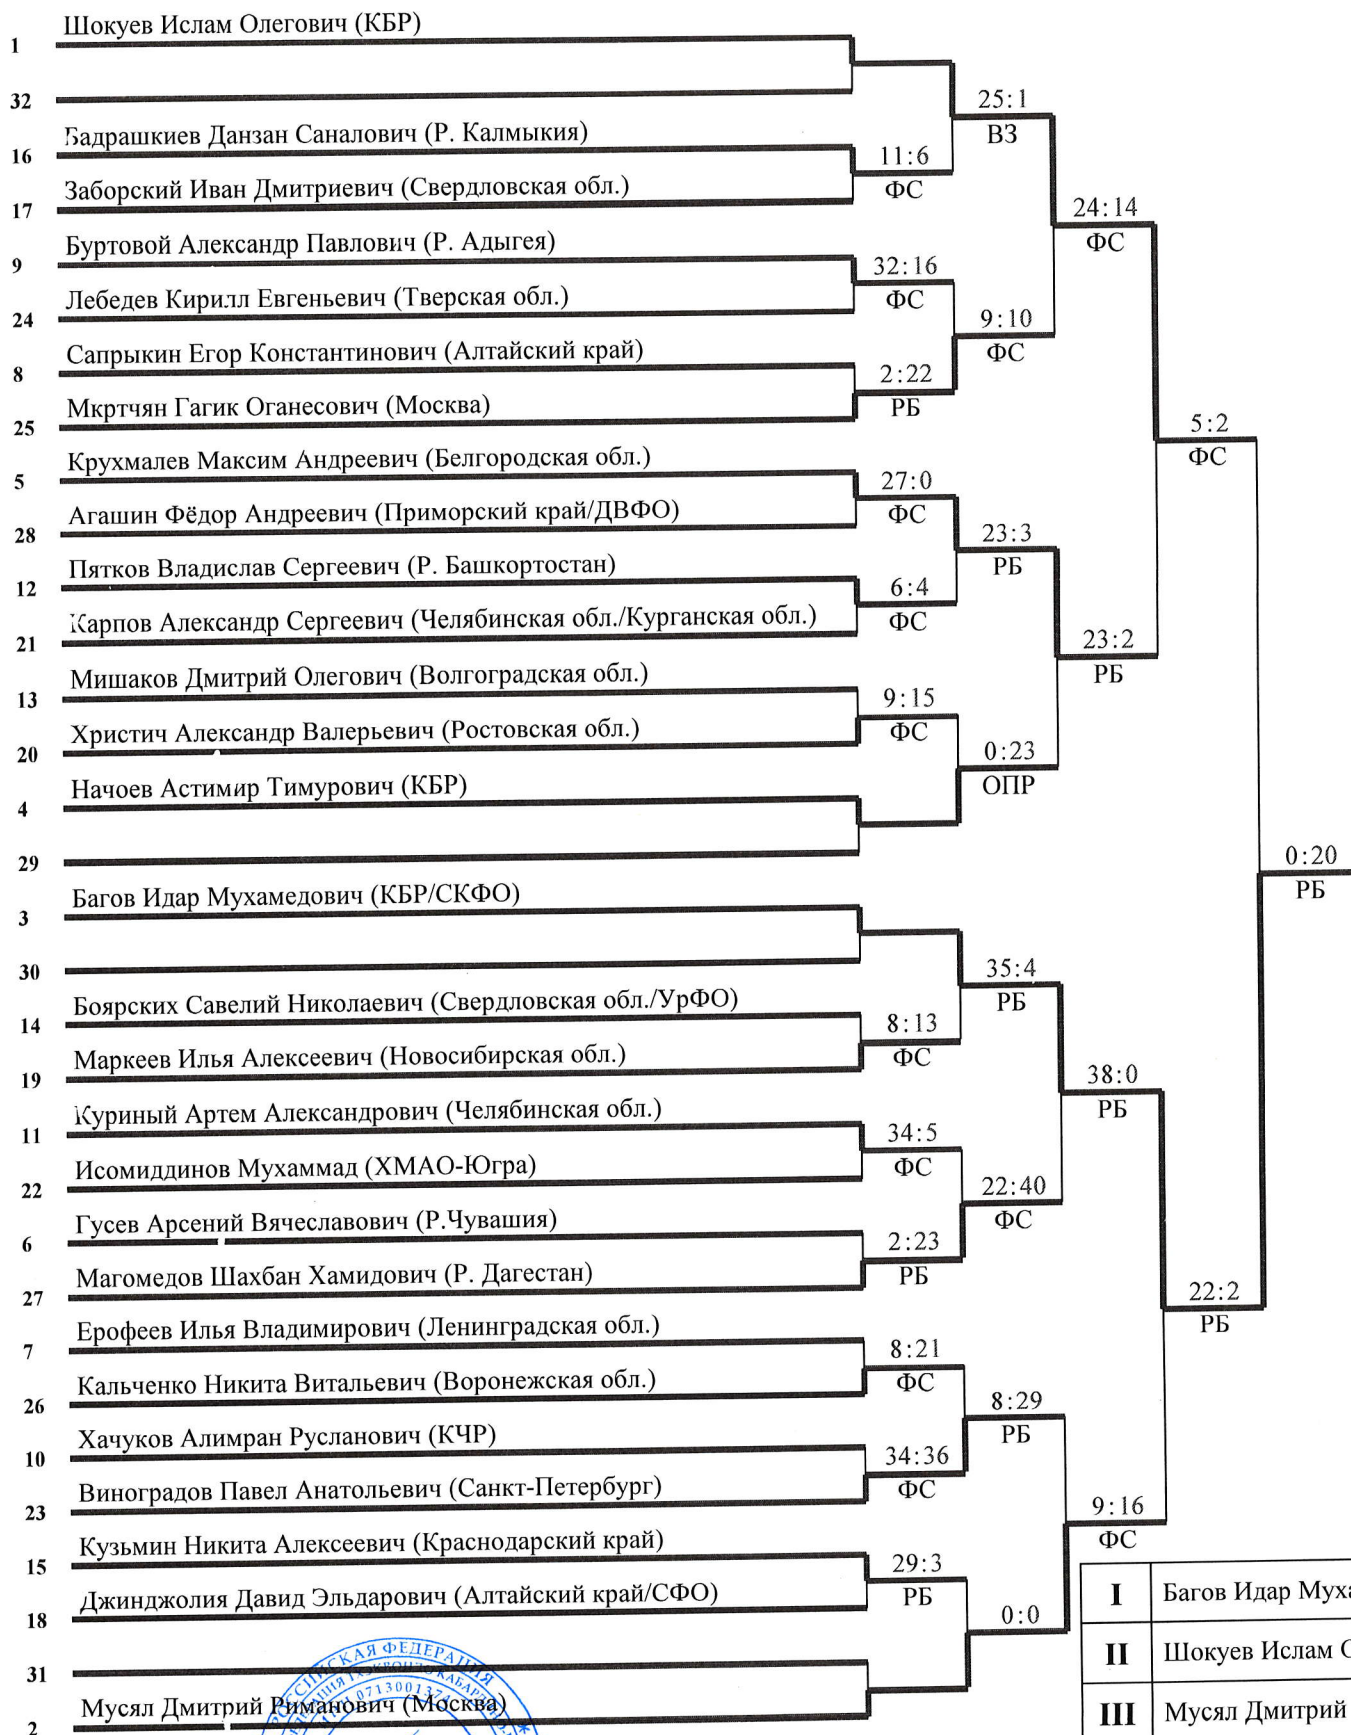 Шокуев Ислам Олегович (КБР)
1
32
25:1
ВЗ
Бадрашкиев Данзан Саналович (Р. Калмыкия)
16
11:6
ФС
Заборский Иван Дмитриевич (Свердловская обл.)
17
24:14
ФС
Буртовой Александр Павлович (Р. Адыгея)
9
32:16
ФС
Лебедев Кирилл Евгеньевич (Тверская обл.)
24
9:10
ФС
Сапрыкин Егор Константинович (Алтайский край)
8
2:22
РБ
Мкртчян Гагик Оганесович (Москва)
25
5:2
ФС
Крухмалев Максим Андреевич (Белгородская обл.)
5
27:0
ФС
Агашин Фёдор Андреевич (Приморский край/ДВФО)
28
23:3
РБ
Пятков Владислав Сергеевич (Р. Башкортостан)
12
6:4
ФС
Карпов Александр Сергеевич (Челябинская обл./Курганская обл.)
21
23:2
РБ
Мишаков Дмитрий Олегович (Волгоградская обл.)
13
9:15
ФС
Христич Александр Валерьевич (Ростовская обл.)
20
0:23
ОПР
Начоев Астимир Тимурович (КБР)
4
29
0:20
РБ
Багов Идар Мухамедович (КБР/СКФО)
3
30
35:4
РБ
Боярских Савелий Николаевич (Свердловская обл./УрФО)
14
8:13
ФС
Маркеев Илья Алексеевич (Новосибирская обл.)
19
38:0
РБ
Куриный Артем Александрович (Челябинская обл.)
11
34:5
ФС
Исомиддинов Мухаммад (ХМАО-Югра)
22
22:40
ФС
Гусев Арсений Вячеславович (Р.Чувашия)
6
2:23
РБ
Магомедов Шахбан Хамидович (Р. Дагестан)
27
22:2
РБ
Ерофеев Илья Владимирович (Ленинградская обл.)
7
8:21
ФС
Кальченко Никита Витальевич (Воронежская обл.)
26
8:29
РБ
Хачуков Алимран Русланович (КЧР)
10
34:36
ФС
Виноградов Павел Анатольевич (Санкт-Петербург)
23
9:16
ФС
Кузьмин Никита Алексеевич (Краснодарский край)
15
29:3
РБ
Джинджолия Давид Эльдарович (Алтайский край/СФО)
18
0:0
31
Мусял Дмитрий Риманович (Москва)
2
I Багов Идар Муха
II Шокуев Ислам О
III Мусял Дмитрий
ФЕДЕРАЦИЯ